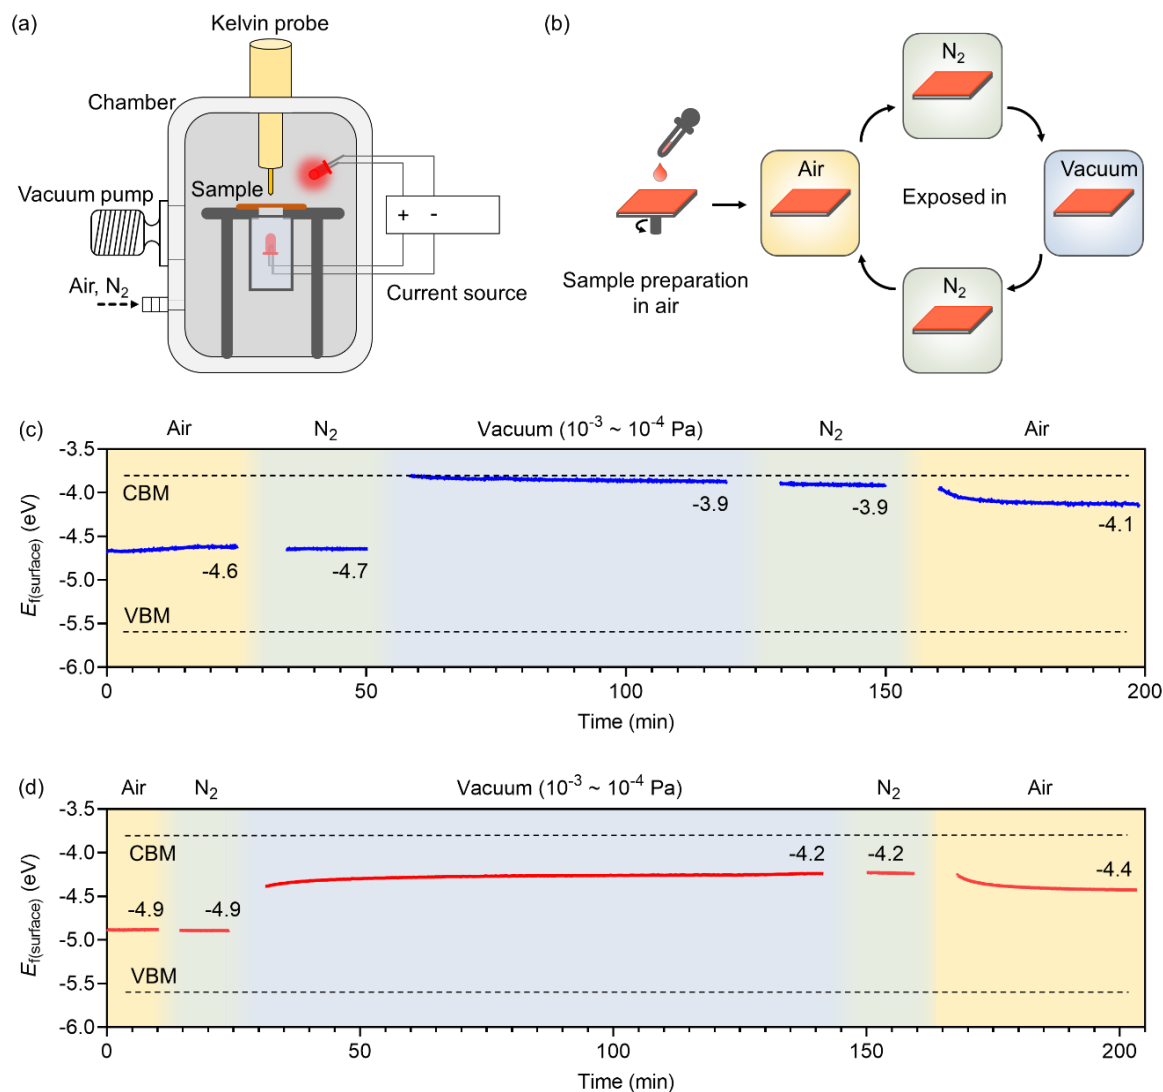 (a)
Kelvin probe
Chamber
Sample
Vacuum pump
+ -
Air, N₂
Current source
(b)
N₂
Air
Vacuum
Exposed in
N₂
Sample preparation
in air
(c)
Air N₂ Vacuum (10⁻³ ~ 10⁻⁴ Pa) N₂ Air
-3.5
CBM
-4.0
-3.9
-3.9
-4.1
-4.5
-4.6
-4.7
-5.0
VBM
-5.5
-6.0
E_f(surface) (eV)
0 50 100 150 200
Time (min)
(d)
Air N₂ Vacuum (10⁻³ ~ 10⁻⁴ Pa) N₂ Air
-3.5
CBM
-4.0
-4.2
-4.2
-4.4
-4.5
-4.9
-4.9
-5.0
VBM
-5.5
-6.0
E_f(surface) (eV)
0 50 100 150 200
Time (min)